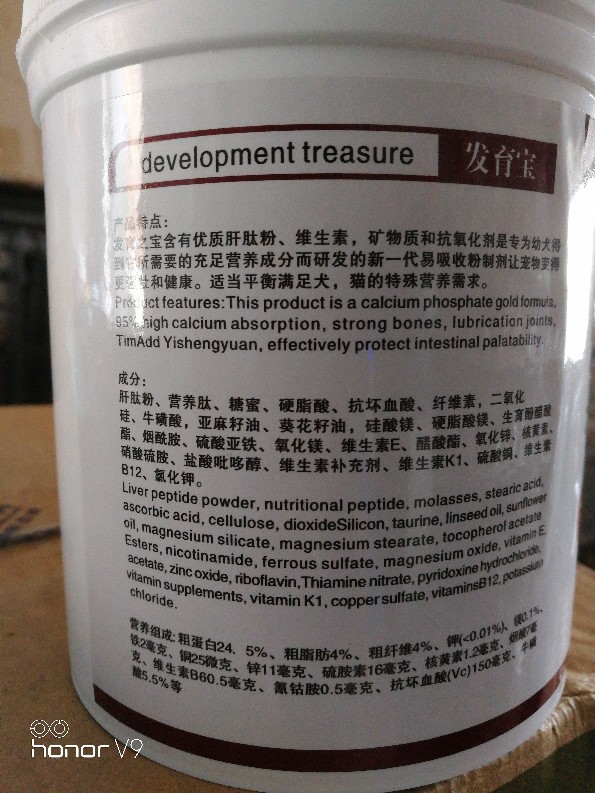 development treasure 发育宝
产品特点：
发育之宝含有优质肝肽粉、维生素，矿物质和抗氧化剂是专为幼犬得
到它所需要的充足营养成分而研发的新一代易吸收粉制剂让宠物变得
更强壮和健康。适当平衡满足犬，猫的特殊营养需求。
Product features:This product is a calcium phosphate gold formula,
95% high calcium absorption, strong bones, lubrication joints,
TimAdd Yishengyuan, effectively protect intestinal palatability.
成分：
肝肽粉、营养肽、糖蜜、硬脂酸、抗坏血酸、纤维素，二氧化
硅、牛磺酸，亚麻籽油、葵花籽油，硅酸镁、硬脂酸镁、生育酚醋酸
酯、烟酰胺、硫酸亚铁、氧化镁、维生素E、醋酸酯、氧化锌、核黄素、
硝酸硫胺、盐酸吡哆醇、维生素补充剂、维生素K1、硫酸铜、维生素
B12、氯化钾。
Liver peptide powder, nutritional peptide, molasses, stearic acid,
ascorbic acid, cellulose, dioxideSilicon, taurine, linseed oil, sunflower
oil, magnesium silicate, magnesium stearate, tocopherol acetate
Esters, nicotinamide, ferrous sulfate, magnesium oxide, vitamin E,
acetate, zinc oxide, riboflavin,Thiamine nitrate, pyridoxine hydrochloride,
vitamin supplements, vitamin K1, copper sulfate, vitaminsB12, potassium
chloride.
营养组成：粗蛋白24. 5%、粗脂肪4%、粗纤维4%、钾(<0.01%)、镁0.1%、
铁2毫克、铜25微克、锌11毫克、硫胺素16毫克、核黄素1.2毫克、烟酸7毫
克、维生素B60.5毫克、氰钴胺0.5毫克、抗坏血酸(Vc)150毫克、牛磺
酸5.5%等
honor V9